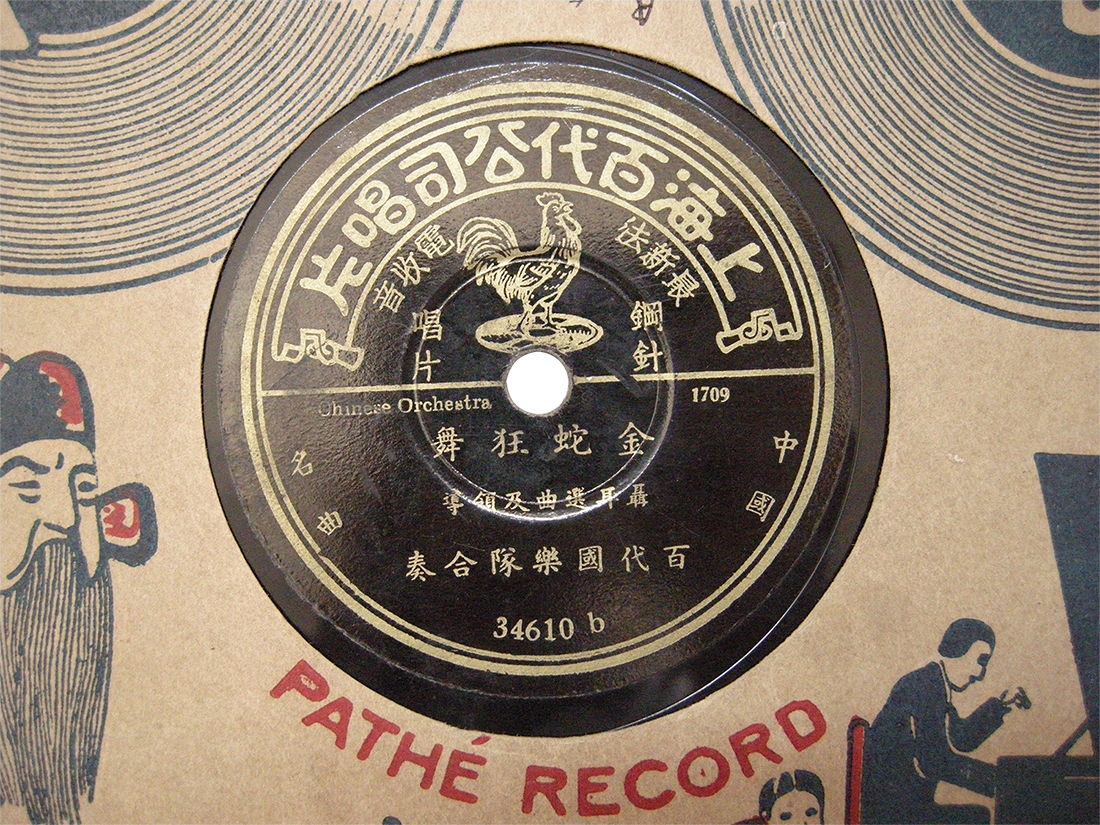 上海百代公司唱片
最新法
電收音
鋼針
唱片
Chinese Orchestra
1709
金蛇狂舞
中國
名曲
聶耳選曲及領導
百代國樂隊合奏
34610 b
PATHÉ RECORD